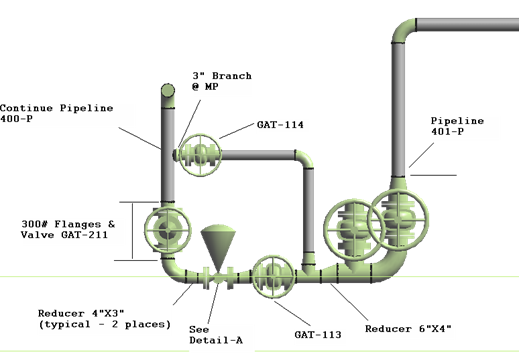 3" Branch
@ MP
Continue Pipeline
400-P
GAT-114
Pipeline
401-P
300# Flanges &
Valve GAT-211
Reducer 4"X3"
(typical - 2 places)
See
Detail-A
GAT-113
Reducer 6"X4"